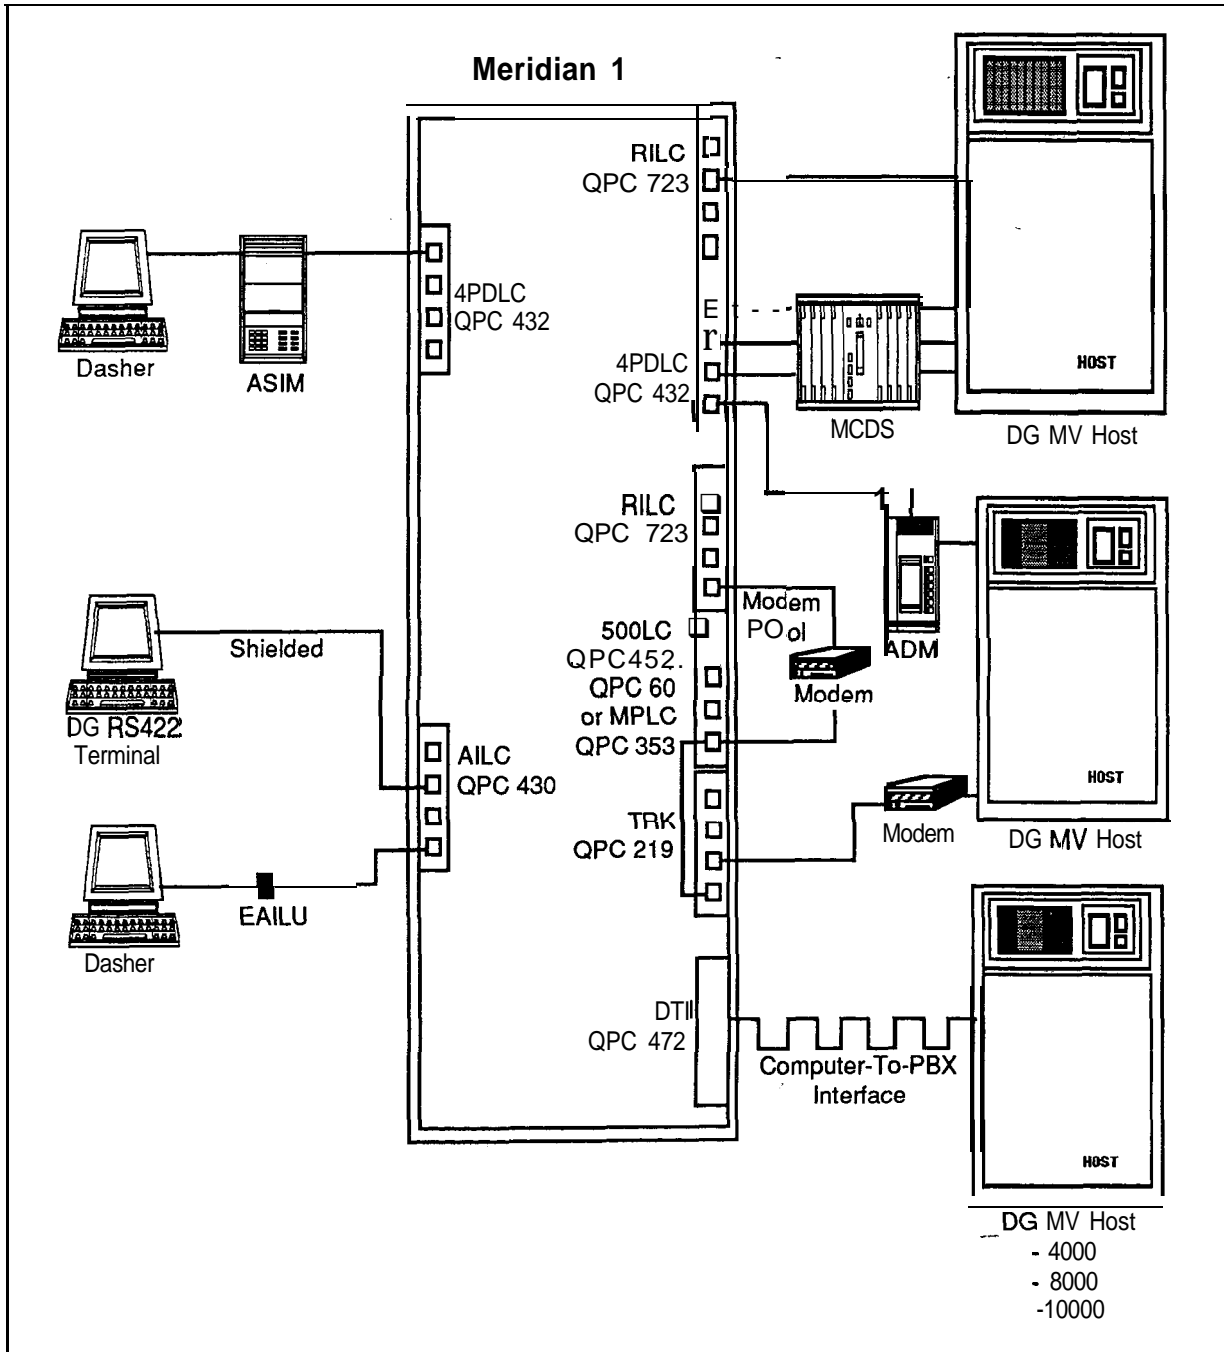 Meridian 1
RILC
QPC 723
4PDLC
QPC 432
Dasher
ASIM
E
r
4PDLC
QPC 432
MCDS
HOST
DG MV Host
RILC
QPC 723
Modem
POol
ADM
Modem
Shielded
DG RS422
Terminal
500LC
QPC452.
QPC 60
or MPLC
QPC 353
AILC
QPC 430
HOST
DG MV Host
Modem
TRK
QPC 219
EAILU
Dasher
DTI
QPC 472
Computer-To-PBX
Interface
HOST
DG MV Host
- 4000
- 8000
-10000